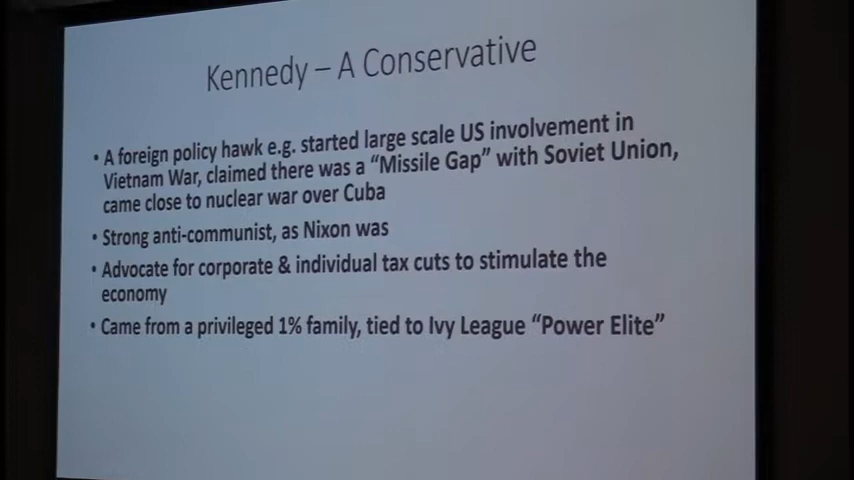 Kennedy – A Conservative
• A foreign policy hawk e.g. started large scale US involvement in
Vietnam War, claimed there was a “Missile Gap” with Soviet Union,
came close to nuclear war over Cuba
• Strong anti-communist, as Nixon was
• Advocate for corporate & individual tax cuts to stimulate the
economy
• Came from a privileged 1% family, tied to Ivy League “Power Elite”